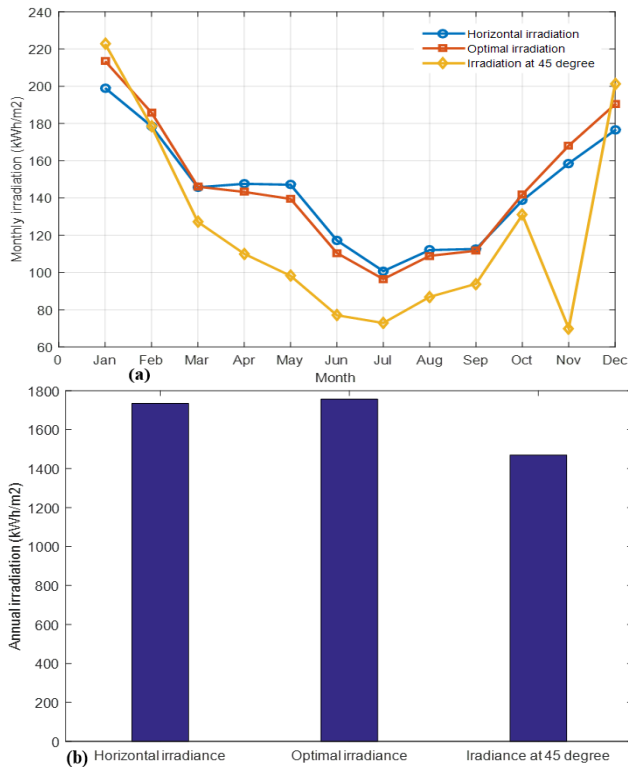 240
220
200
180
160
140
120
100
80
60
Monthly irradiation (kWh/m2)
Horizontal irradiation
Optimal irradiation
Irradiation at 45 degree
0 Jan Feb Mar Apr May Jun Jul Aug Sep Oct Nov Dec
(a)
Month
1800
1600
1400
1200
1000
800
600
400
200
0
Annual irradiation (kWh/m2)
(b)
Horizontal irradiance Optimal irradiance Iradiance at 45 degree